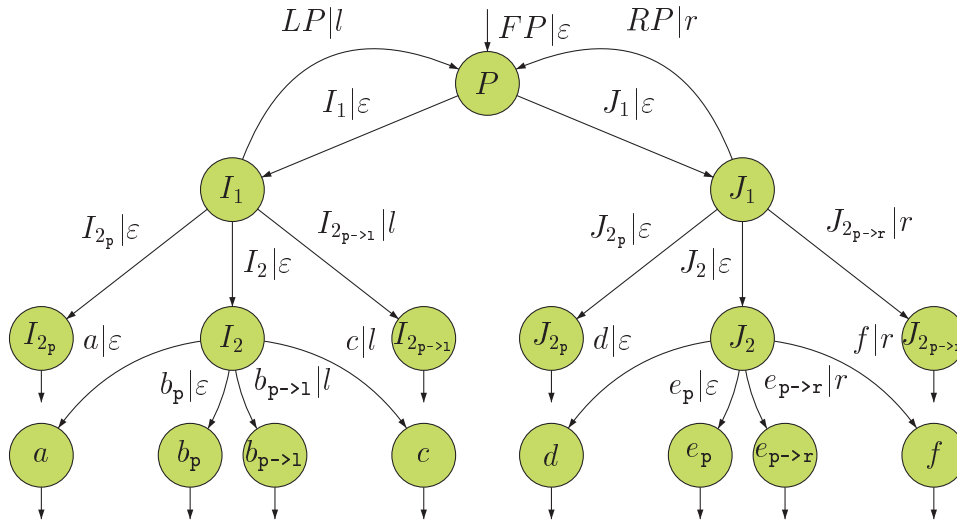 LP|l FP|ε RP|r
P
I₁|ε J₁|ε
I₁ J₁
I₂ₚ|ε I₂ₚ₋>ₗ|l J₂ₚ|ε J₂ₚ₋>ᵣ|r
I₂|ε J₂|ε
I₂ₚ a|ε I₂ c|l I₂ₚ₋>ₗ J₂ₚ d|ε J₂ f|r J₂ₚ₋>ᵣ
bₚ|ε bₚ₋>ₗ|l eₚ|ε eₚ₋>ᵣ|r
a bₚ bₚ₋>ₗ c d eₚ eₚ₋>ᵣ f